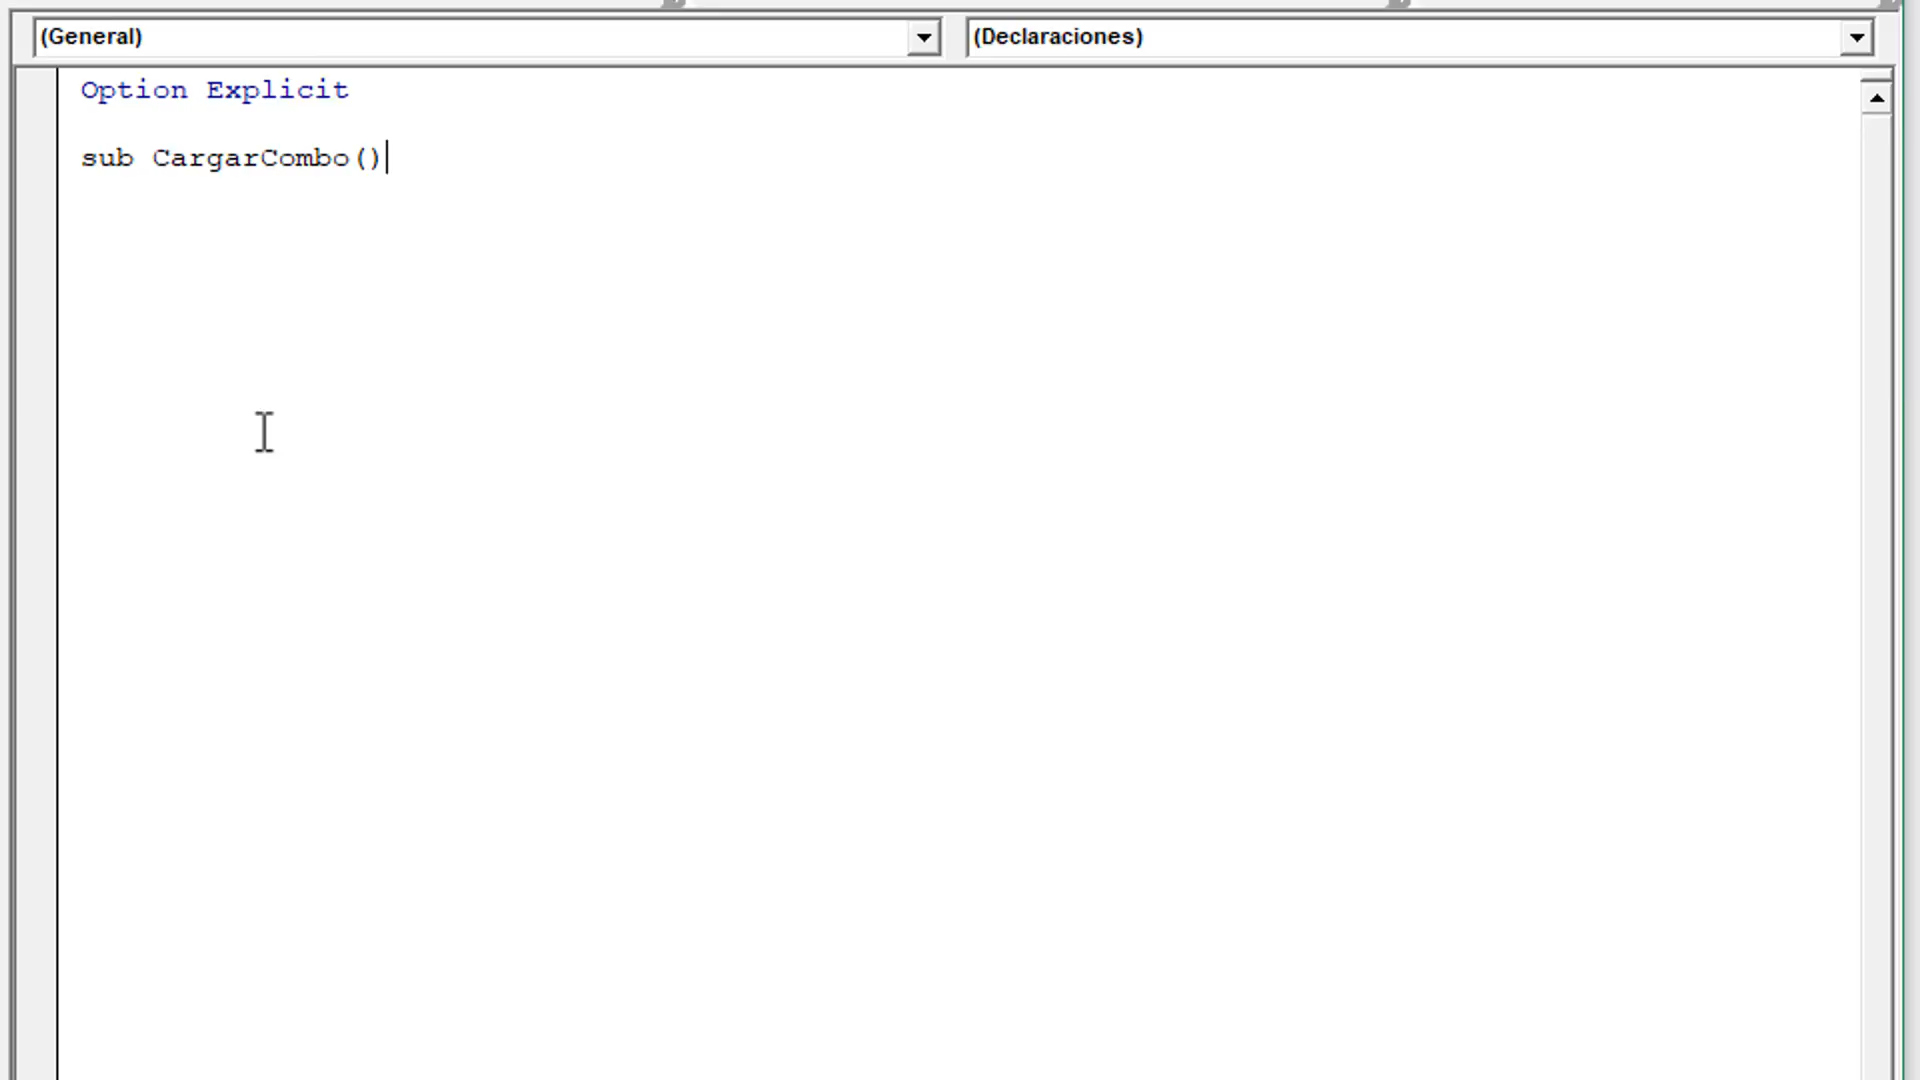 (General)
(Declaraciones)
Option Explicit
sub CargarCombo()